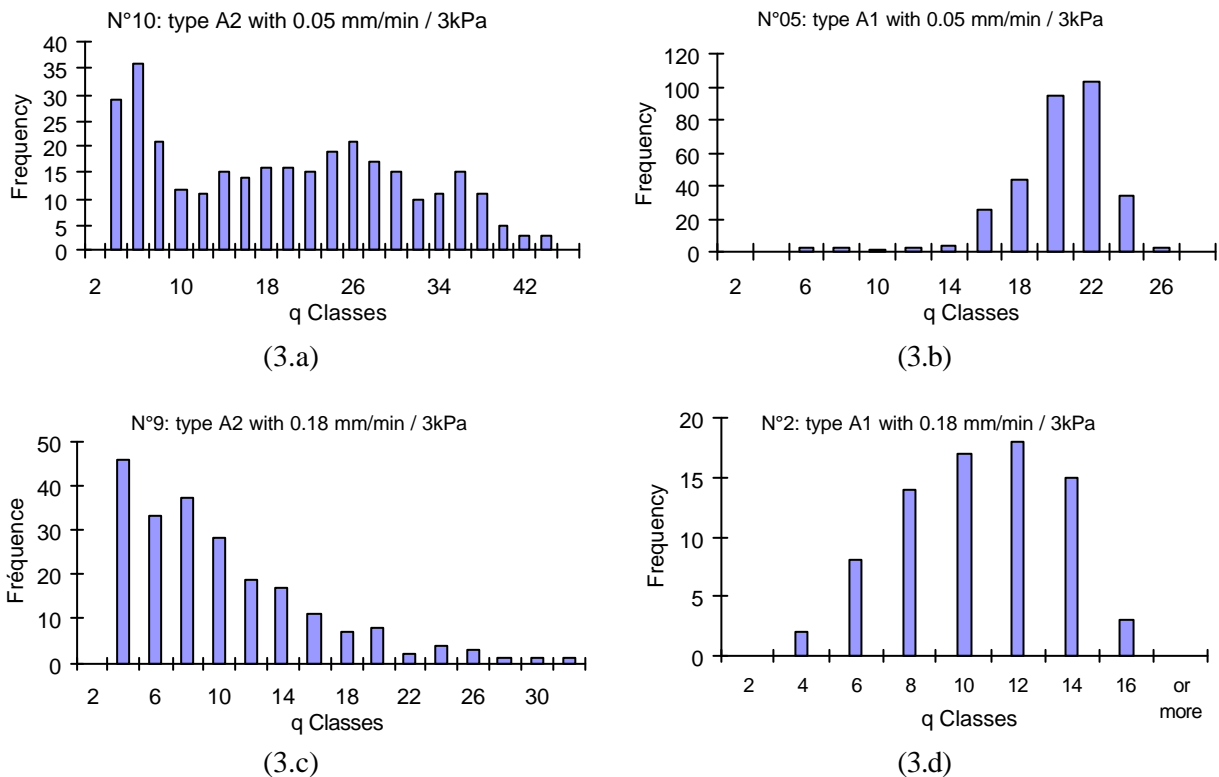 N°10: type A2 with 0.05 mm/min / 3kPa
40
35
30
25
20
15
10
5
0
Frequency
2 10 18 26 34 42
q Classes
(3.a)
N°05: type A1 with 0.05 mm/min / 3kPa
120
100
80
60
40
20
0
Frequency
2 6 10 14 18 22 26
q Classes
(3.b)
N°9: type A2 with 0.18 mm/min / 3kPa
50
40
30
20
10
0
Fréquence
2 6 10 14 18 22 26 30
q Classes
(3.c)
N°2: type A1 with 0.18 mm/min / 3kPa
20
15
10
5
0
Frequency
2 4 6 8 10 12 14 16 or
more
q Classes
(3.d)